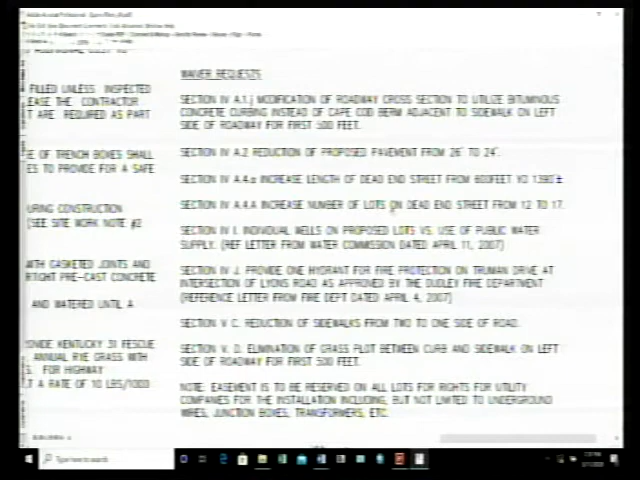 WAIVER REQUESTS
FILLED UNLESS INSPECTED
EASE THE CONTRACTOR
T ARE REQUIRED AS PART
SECTION IV A.1.j MODIFICATION OF ROADWAY CROSS SECTION TO UTILIZE BITUMINOUS
CONCRETE CURBING INSTEAD OF CAPE COD BERM ADJACENT TO SIDEWALK ON LEFT
SIDE OF ROADWAY FOR FIRST 500 FEET.
E OF TRENCH BOXES SHALL
ES TO PROVIDE FOR A SAFE
SECTION IV A.2 REDUCTION OF PROPOSED PAVEMENT FROM 26' TO 24'.
SECTION IV A.4.a INCREASE LENGTH OF DEAD END STREET FROM 600FEET YO 1390'±
URING CONSTRUCTION
(SEE SITE WORK NOTE #2
SECTION IV A.4.A INCREASE NUMBER OF LOTS ON DEAD END STREET FROM 12 TO 17.
SECTION IV I. INDIVIDUAL WELLS ON PROPOSED LOTS VS. USE OF PUBLIC WATER
SUPPLY. (REF LETTER FROM WATER COMMISSION DATED APRIL 11, 2007)
WITH GASKETED JOINTS AND
RTIGHT PRE-CAST CONCRETE
AND WATERED UNTIL A
SECTION IV J. PROVIDE ONE HYDRANT FOR FIRE PROTECTION ON TRUMAN DRIVE AT
INTERSECTION OF LYONS ROAD AS APPROVED BY THE DUDLEY FIRE DEPARTMENT
(REFERENCE LETTER FROM FIRE DEPT DATED APRIL 4, 2007)
SECTION V C. REDUCTION OF SIDEWALKS FROM TWO TO ONE SIDE OF ROAD.
OVIDE KENTUCKY 31 FESCUE
ANNUAL RYE GRASS WITH
S. FOR HIGHWAY
T A RATE OF 10 LBS/1000
SECTION V. D. ELIMINATION OF GRASS PLOT BETWEEN CURB AND SIDEWALK ON LEFT
SIDE OF ROADWAY FOR FIRST 500 FEET.
NOTE: EASEMENT IS TO BE RESERVED ON ALL LOTS FOR RIGHTS FOR UTILITY
COMPANIES FOR THE INSTALLATION INCLUDING, BUT NOT LIMITED TO UNDERGROUND
WIRES, JUNCTION BOXES, TRANSFORMERS, ETC.
Type here to search